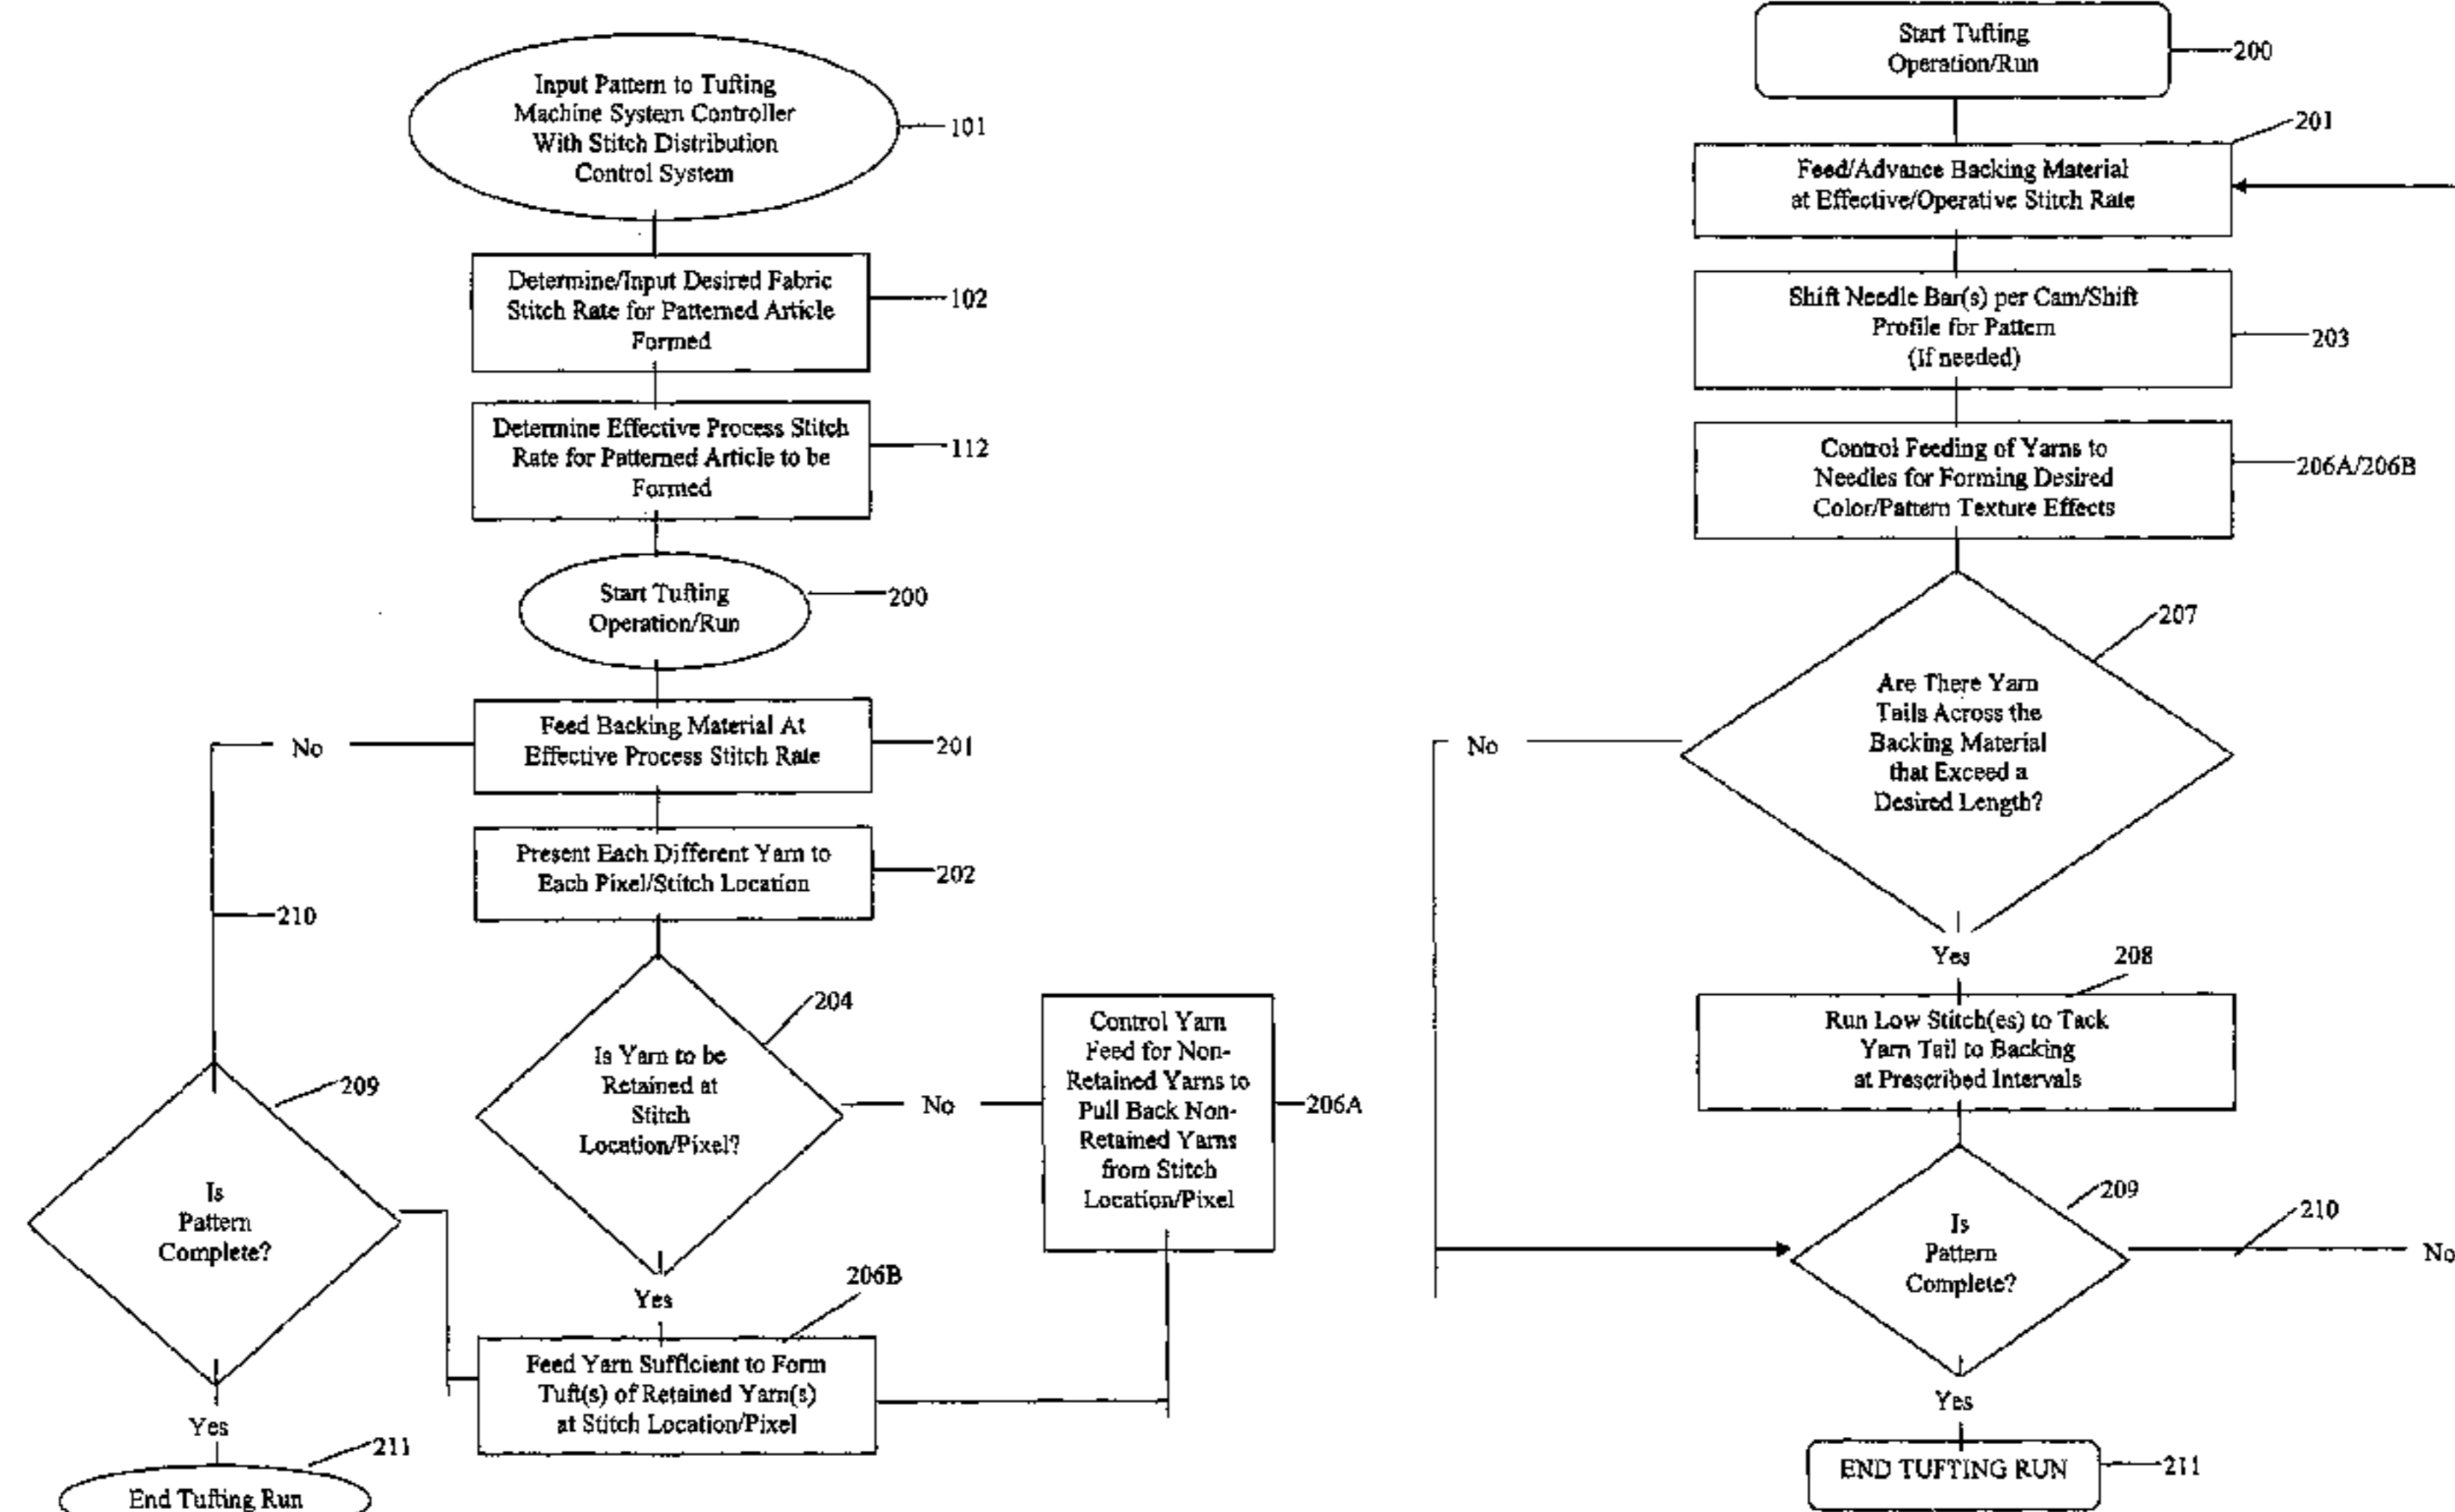 Input Pattern to Tufting
Machine System Controller
With Stitch Distribution
Control System
101
Determine/Input Desired Fabric
Stitch Rate for Patterned Article
Formed
102
Determine Effective Process Stitch
Rate for Patterned Article to be
Formed
112
Start Tufting
Operation/Run
200
Feed Backing Material At
Effective Process Stitch Rate
201
No
Present Each Different Yarn to
Each Pixel/Stitch Location
202
210
Is Yarn to be
Retained at
Stitch
Location/Pixel?
204
No
Control Yarn
Feed for Non-
Retained Yarns to
Pull Back Non-
Retained Yarns
from Stitch
Location/Pixel
206A
Yes
206B
Feed Yarn Sufficient to Form
Tuft(s) of Retained Yarn(s)
at Stitch Location/Pixel
209
Is
Pattern
Complete?
Yes
211
End Tufting Run
Start Tufting
Operation/Run
200
201
Feed/Advance Backing Material
at Effective/Operative Stitch Rate
Shift Needle Bar(s) per Cam/Shift
Profile for Pattern
(If needed)
203
Control Feeding of Yarns to
Needles for Forming Desired
Color/Pattern Texture Effects
206A/206B
207
Are There Yarn
Tails Across the
Backing Material
that Exceed a
Desired Length?
No
Yes
208
Run Low Stitch(es) to Tack
Yarn Tail to Backing
at Prescribed Intervals
209
Is
Pattern
Complete?
210
No
Yes
END TUFTING RUN
211